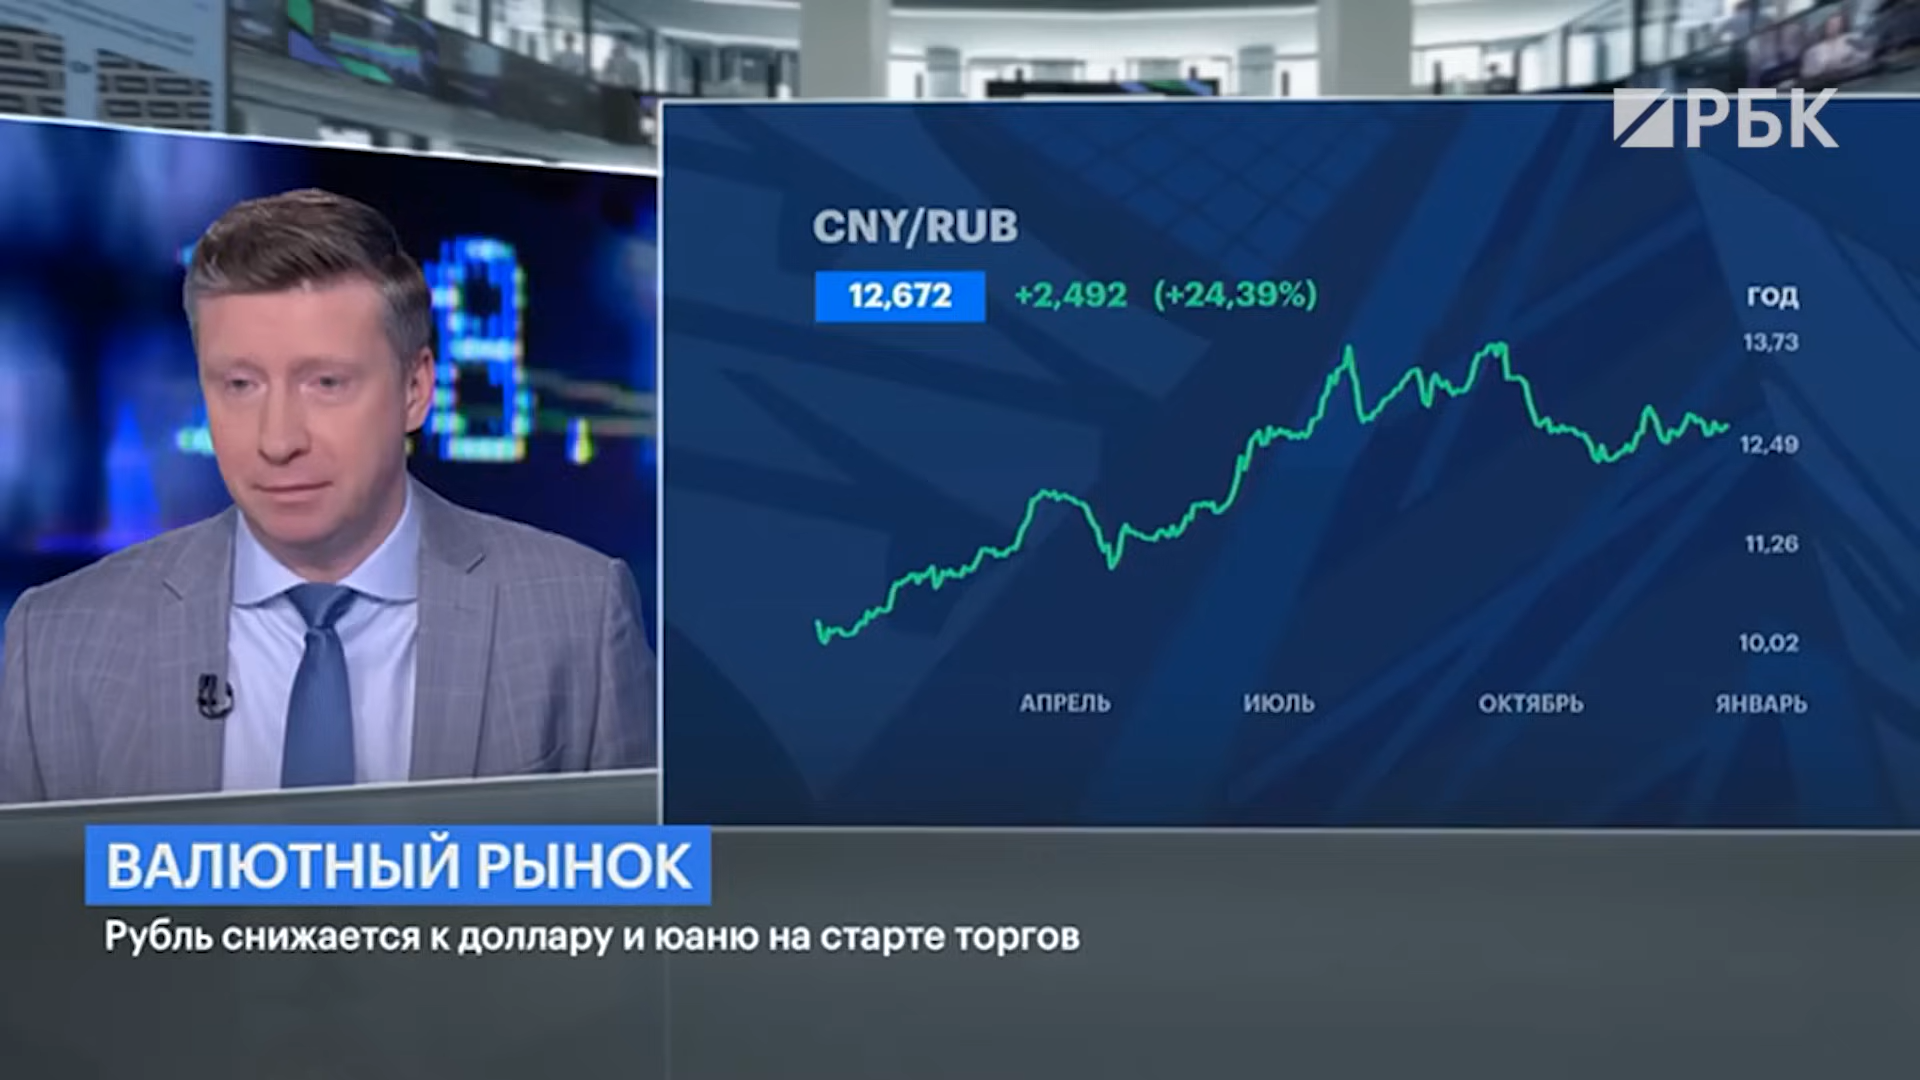 РБК
CNY/RUB
12,672 +2,492 (+24,39%)
ГОД
13,73
12,49
11,26
10,02
АПРЕЛЬ ИЮЛЬ ОКТЯБРЬ ЯНВАРЬ
ВАЛЮТНЫЙ РЫНОК
Рубль снижается к доллару и юаню на старте торгов